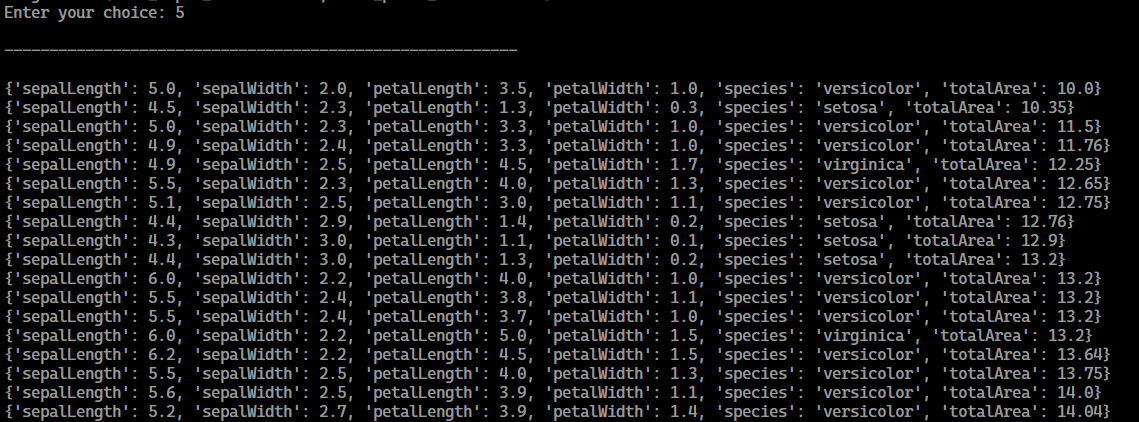 Enter your choice: 5
----------------------------------------------------------
{'sepalLength': 5.0, 'sepalWidth': 2.0, 'petalLength': 3.5, 'petalWidth': 1.0, 'species': 'versicolor', 'totalArea': 10.0}
{'sepalLength': 4.5, 'sepalWidth': 2.3, 'petalLength': 1.3, 'petalWidth': 0.3, 'species': 'setosa', 'totalArea': 10.35}
{'sepalLength': 5.0, 'sepalWidth': 2.3, 'petalLength': 3.3, 'petalWidth': 1.0, 'species': 'versicolor', 'totalArea': 11.5}
{'sepalLength': 4.9, 'sepalWidth': 2.4, 'petalLength': 3.3, 'petalWidth': 1.0, 'species': 'versicolor', 'totalArea': 11.76}
{'sepalLength': 4.9, 'sepalWidth': 2.5, 'petalLength': 4.5, 'petalWidth': 1.7, 'species': 'virginica', 'totalArea': 12.25}
{'sepalLength': 5.5, 'sepalWidth': 2.3, 'petalLength': 4.0, 'petalWidth': 1.3, 'species': 'versicolor', 'totalArea': 12.65}
{'sepalLength': 5.1, 'sepalWidth': 2.5, 'petalLength': 3.0, 'petalWidth': 1.1, 'species': 'versicolor', 'totalArea': 12.75}
{'sepalLength': 4.4, 'sepalWidth': 2.9, 'petalLength': 1.4, 'petalWidth': 0.2, 'species': 'setosa', 'totalArea': 12.76}
{'sepalLength': 4.3, 'sepalWidth': 3.0, 'petalLength': 1.1, 'petalWidth': 0.1, 'species': 'setosa', 'totalArea': 12.9}
{'sepalLength': 4.4, 'sepalWidth': 3.0, 'petalLength': 1.3, 'petalWidth': 0.2, 'species': 'setosa', 'totalArea': 13.2}
{'sepalLength': 6.0, 'sepalWidth': 2.2, 'petalLength': 4.0, 'petalWidth': 1.0, 'species': 'versicolor', 'totalArea': 13.2}
{'sepalLength': 5.5, 'sepalWidth': 2.4, 'petalLength': 3.8, 'petalWidth': 1.1, 'species': 'versicolor', 'totalArea': 13.2}
{'sepalLength': 5.5, 'sepalWidth': 2.4, 'petalLength': 3.7, 'petalWidth': 1.0, 'species': 'versicolor', 'totalArea': 13.2}
{'sepalLength': 6.0, 'sepalWidth': 2.2, 'petalLength': 5.0, 'petalWidth': 1.5, 'species': 'virginica', 'totalArea': 13.2}
{'sepalLength': 6.2, 'sepalWidth': 2.2, 'petalLength': 4.5, 'petalWidth': 1.5, 'species': 'versicolor', 'totalArea': 13.64}
{'sepalLength': 5.5, 'sepalWidth': 2.5, 'petalLength': 4.0, 'petalWidth': 1.3, 'species': 'versicolor', 'totalArea': 13.75}
{'sepalLength': 5.6, 'sepalWidth': 2.5, 'petalLength': 3.9, 'petalWidth': 1.1, 'species': 'versicolor', 'totalArea': 14.0}
{'sepalLength': 5.2, 'sepalWidth': 2.7, 'petalLength': 3.9, 'petalWidth': 1.4, 'species': 'versicolor', 'totalArea': 14.04}